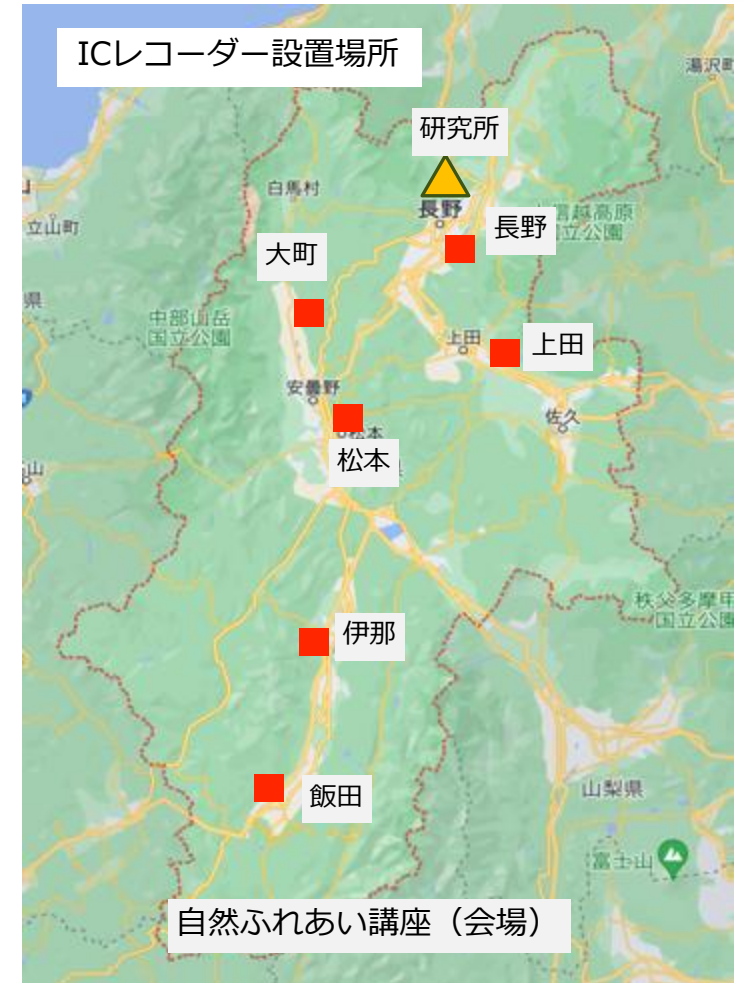 ICレコーダー設置場所
湯沢町
研究所
白馬村
長野
信越高原
立公園
長野
立山町
大町
県
中部山岳
国立公園
上田
上田
安曇野
佐久
松本
松本
県
山
伊那
秩父多摩甲
国立公園
山梨県
飯田
富士山
自然ふれあい講座（会場）